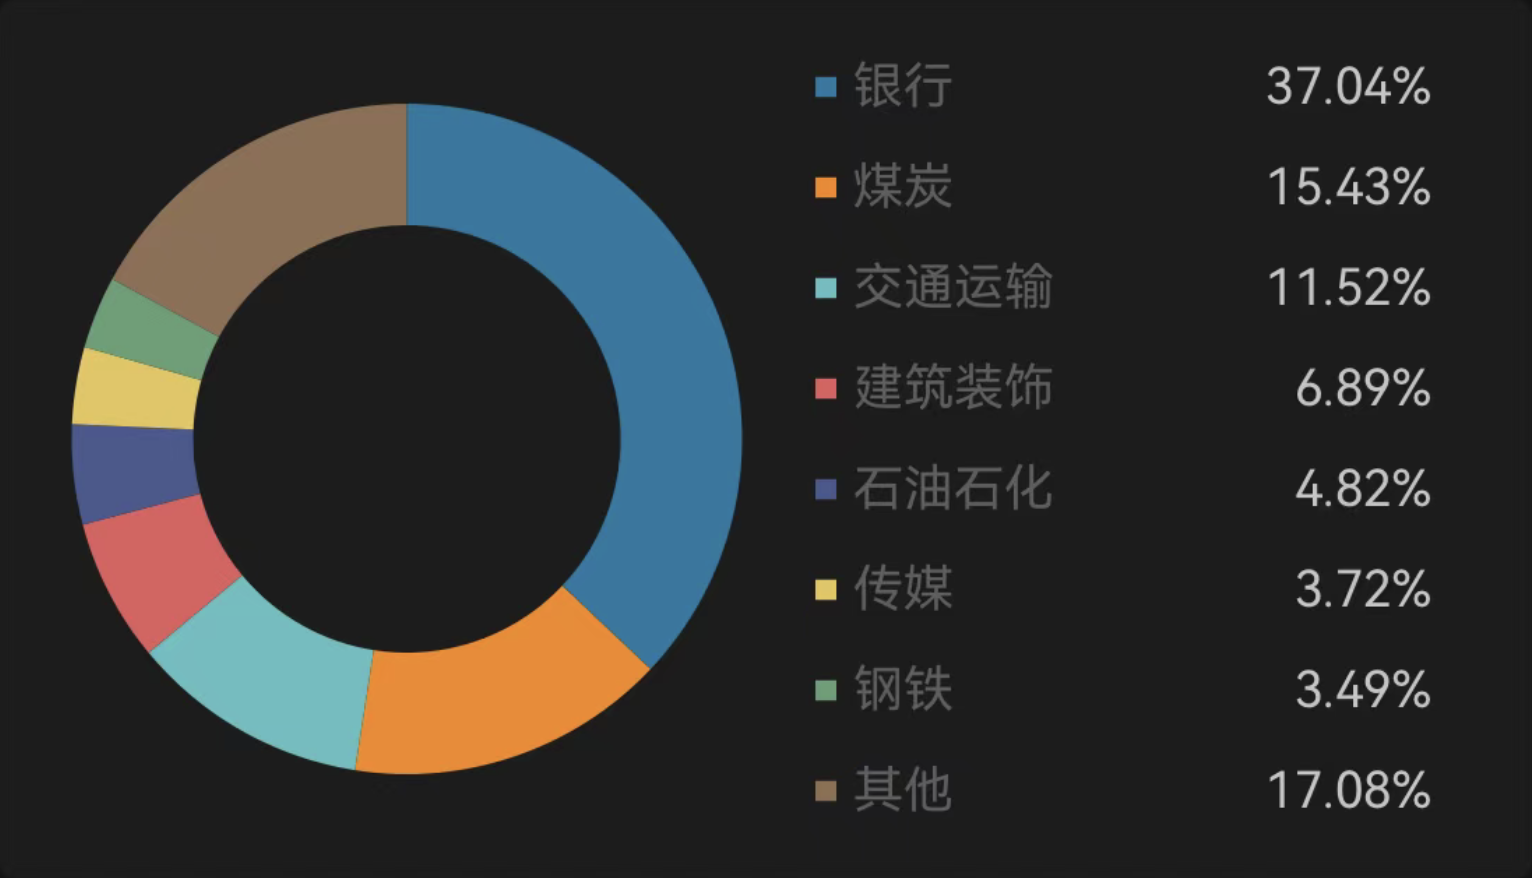 银行 37.04%
煤炭 15.43%
交通运输 11.52%
建筑装饰 6.89%
石油石化 4.82%
传媒 3.72%
钢铁 3.49%
其他 17.08%